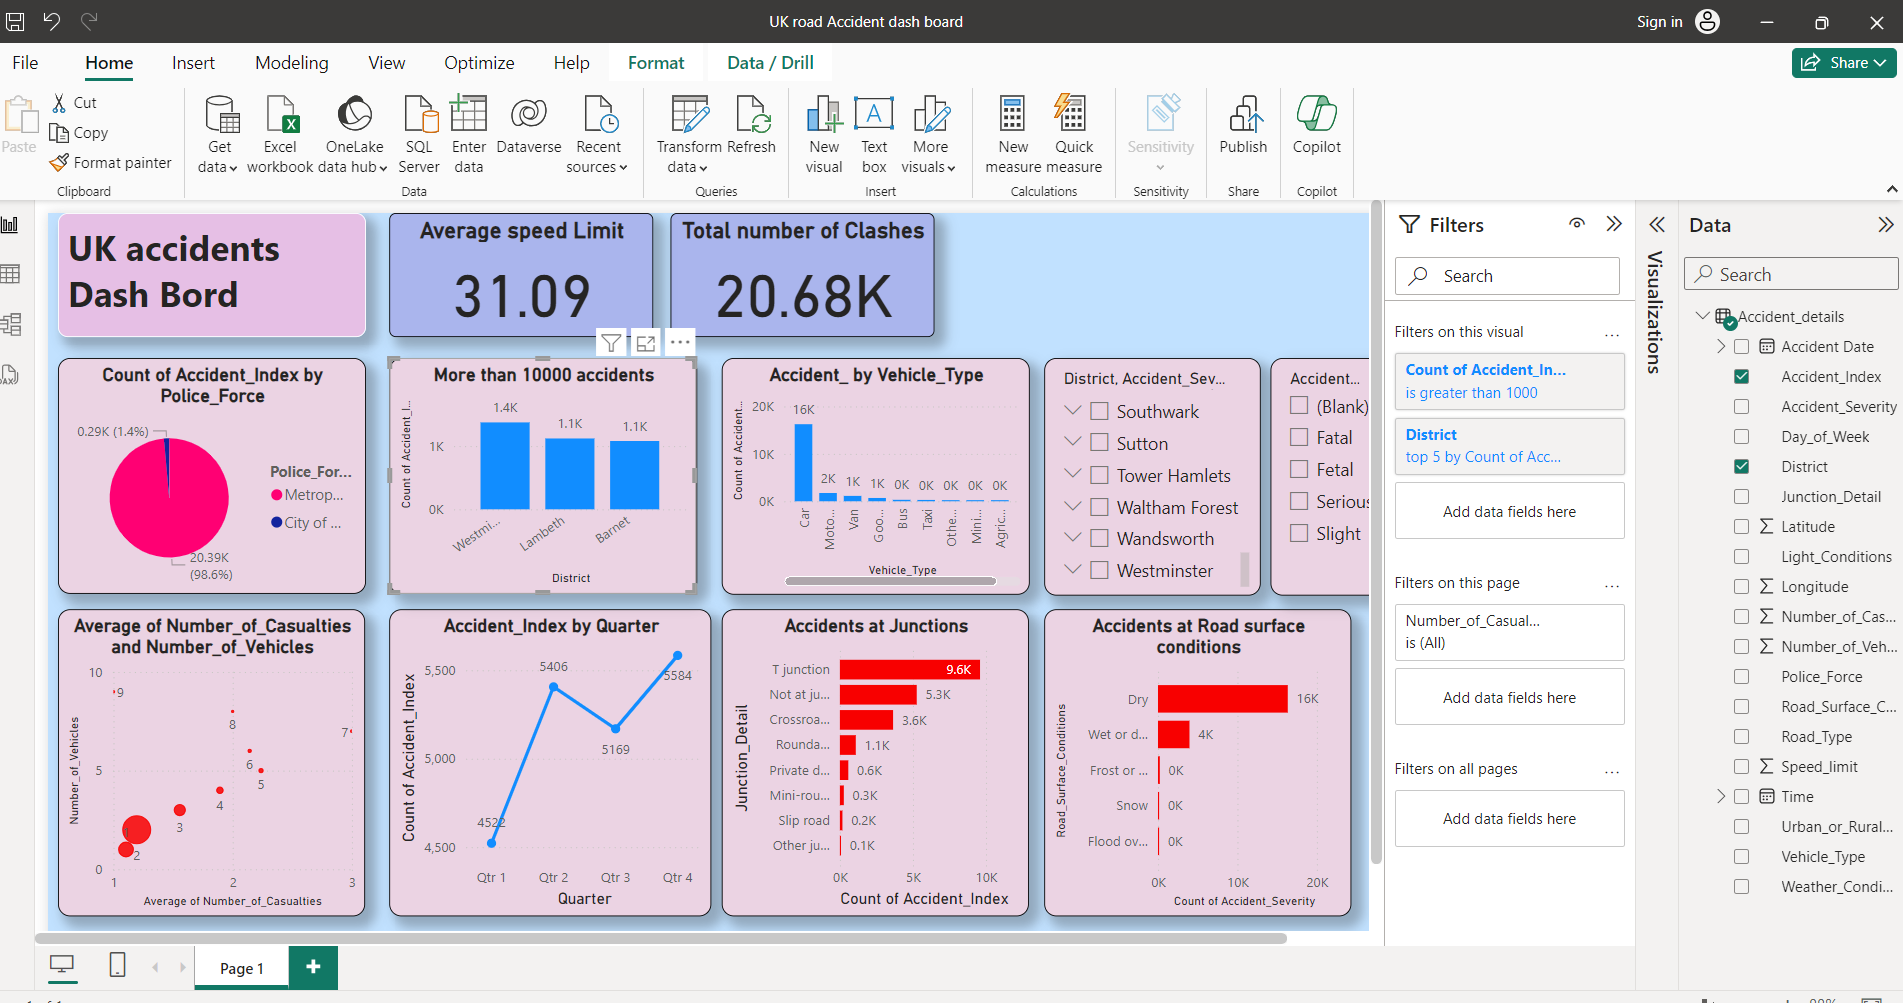 UK road Accident dash board
Sign in
File
Home
Insert
Modeling
View
Optimize
Help
Format
Data / Drill
Share
Paste
Cut
Copy
Format painter
Clipboard
Get data
Excel workbook
OneLake data hub
SQL Server
Enter data
Dataverse
Recent sources
Data
Transform data
Refresh
Queries
New visual
Text box
More visuals
Insert
New measure
Quick measure
Calculations
Sensitivity
Sensitivity
Publish
Share
Copilot
Copilot
UK accidents
Dash Bord
Average speed Limit
31.09
Total number of Clashes
20.68K
Count of Accident_Index by
Police_Force
0.29K (1.4%)
20.39K
(98.6%)
Police_For...
Metrop...
City of ...
More than 10000 accidents
Count of Accident_I...
1K
0K
1.4K
1.1K
1.1K
Westmi...
Lambeth
Barnet
District
Accident_ by Vehicle_Type
Count of Accident...
20K
10K
0K
16K
2K
1K
1K
0K
0K
0K
0K
0K
Car
Moto...
Van
Goo...
Bus
Taxi
Othe...
Mini...
Agric...
Vehicle_Type
District, Accident_Sev...
Southwark
Sutton
Tower Hamlets
Waltham Forest
Wandsworth
Westminster
Accident...
(Blank)
Fatal
Fetal
Serious
Slight
Average of Number_of_Casualties
and Number_of_Vehicles
Number_of_Vehicles
10
5
0
9
8
7
6
5
4
3
1
2
1
2
3
Average of Number_of_Casualties
Accident_Index by Quarter
Count of Accident_Index
5,500
5,000
4,500
4522
5406
5169
5584
Qtr 1
Qtr 2
Qtr 3
Qtr 4
Quarter
Accidents at Junctions
Junction_Detail
T junction
9.6K
Not at ju...
5.3K
Crossroa...
3.6K
Rounda...
1.1K
Private d...
0.6K
Mini-rou...
0.3K
Slip road
0.2K
Other ju...
0.1K
0K
5K
10K
Count of Accident_Index
Accidents at Road surface
conditions
Road_Surface_Conditions
Dry
16K
Wet or d...
4K
Frost or ...
0K
Snow
0K
Flood ov...
0K
0K
10K
20K
Count of Accident_Severity
Filters
Search
Filters on this visual
...
Count of Accident_In...
is greater than 1000
District
top 5 by Count of Acc...
Add data fields here
Filters on this page
...
Number_of_Casual...
is (All)
Add data fields here
Filters on all pages
...
Add data fields here
Visualizations
Data
Search
Accident_details
Accident Date
Accident_Index
Accident_Severity
Day_of_Week
District
Junction_Detail
Latitude
Light_Conditions
Longitude
Number_of_Cas...
Number_of_Veh...
Police_Force
Road_Surface_C...
Road_Type
Speed_limit
Time
Urban_or_Rural...
Vehicle_Type
Weather_Condi...
Page 1